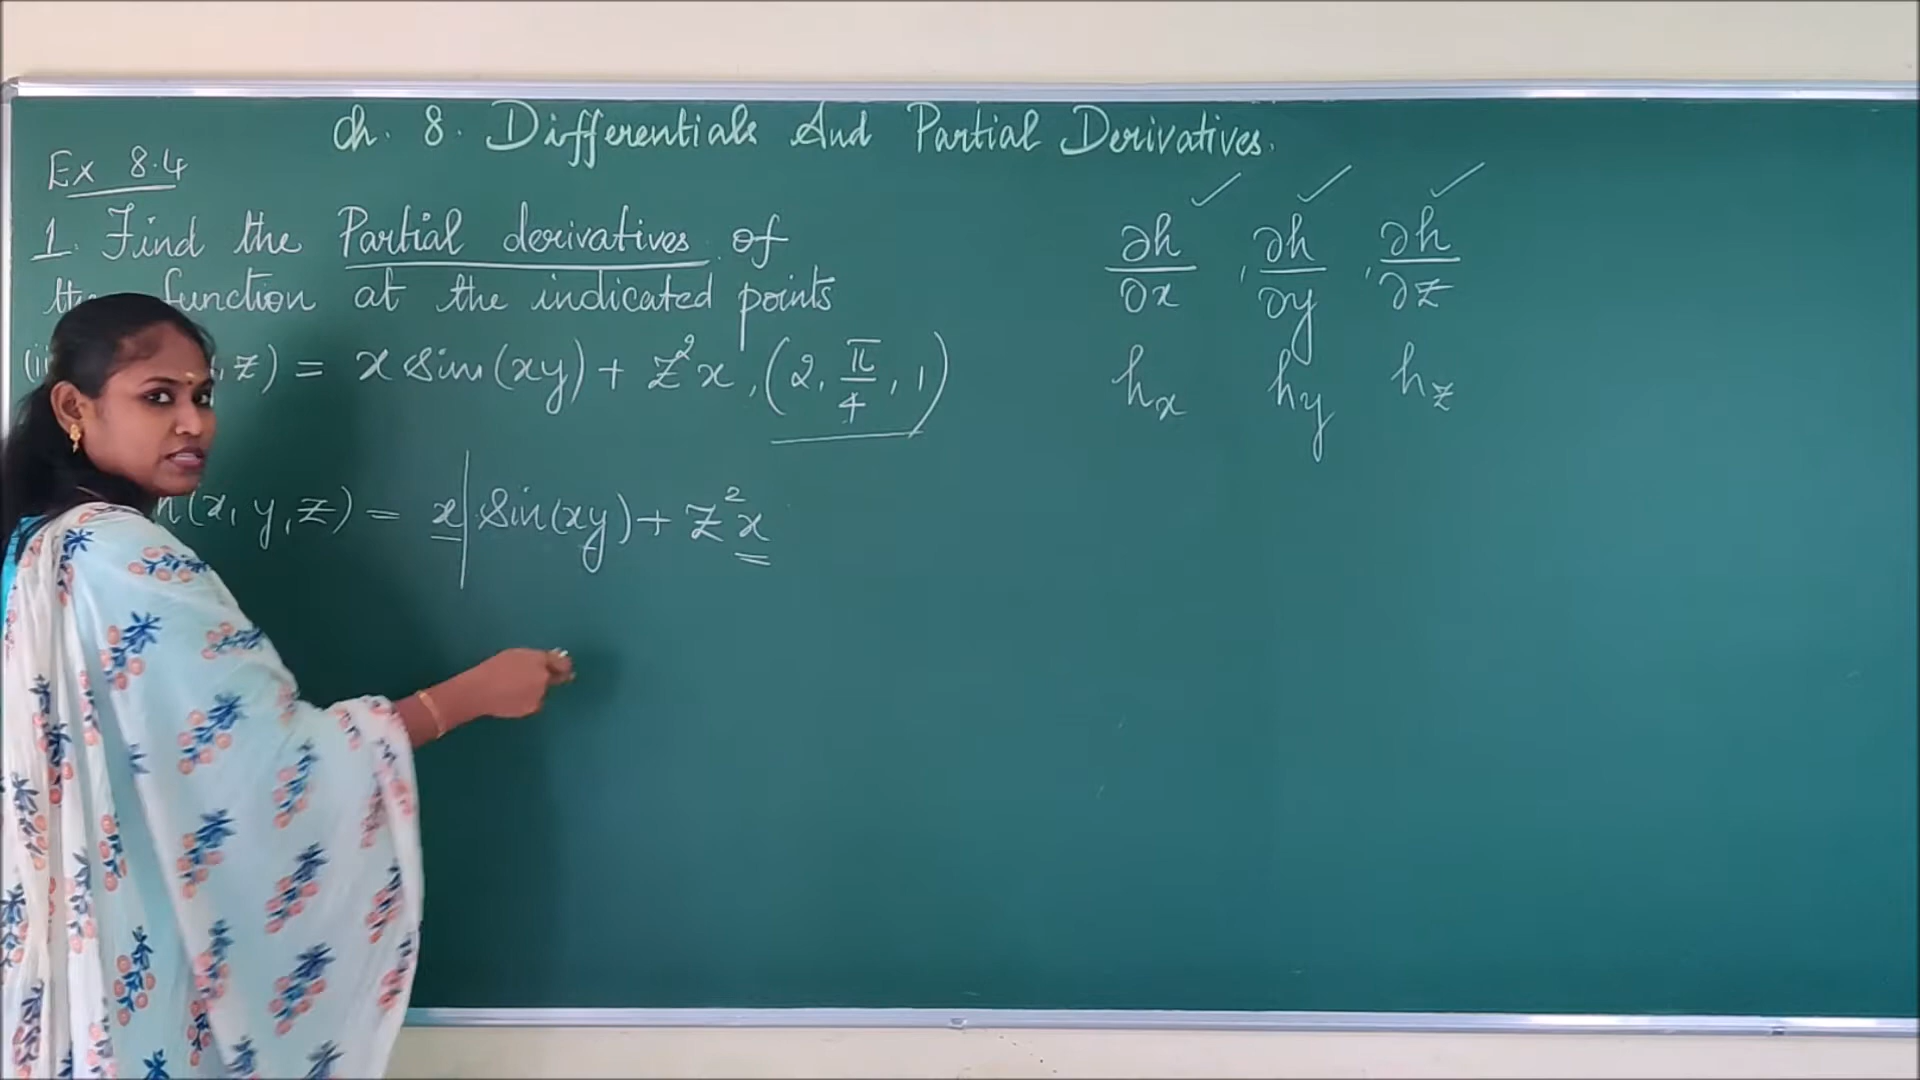 Ch. 8. Differentials And Partial Derivatives.
Ex 8.4
1. Find the Partial derivatives of
function at the indicated points
, z) = x sin(xy) + z²x, (2, π/4, 1)
h(x, y, z) = x sin(xy) + z²x
∂h/∂x, ∂h/∂y, ∂h/∂z
hx hy hz